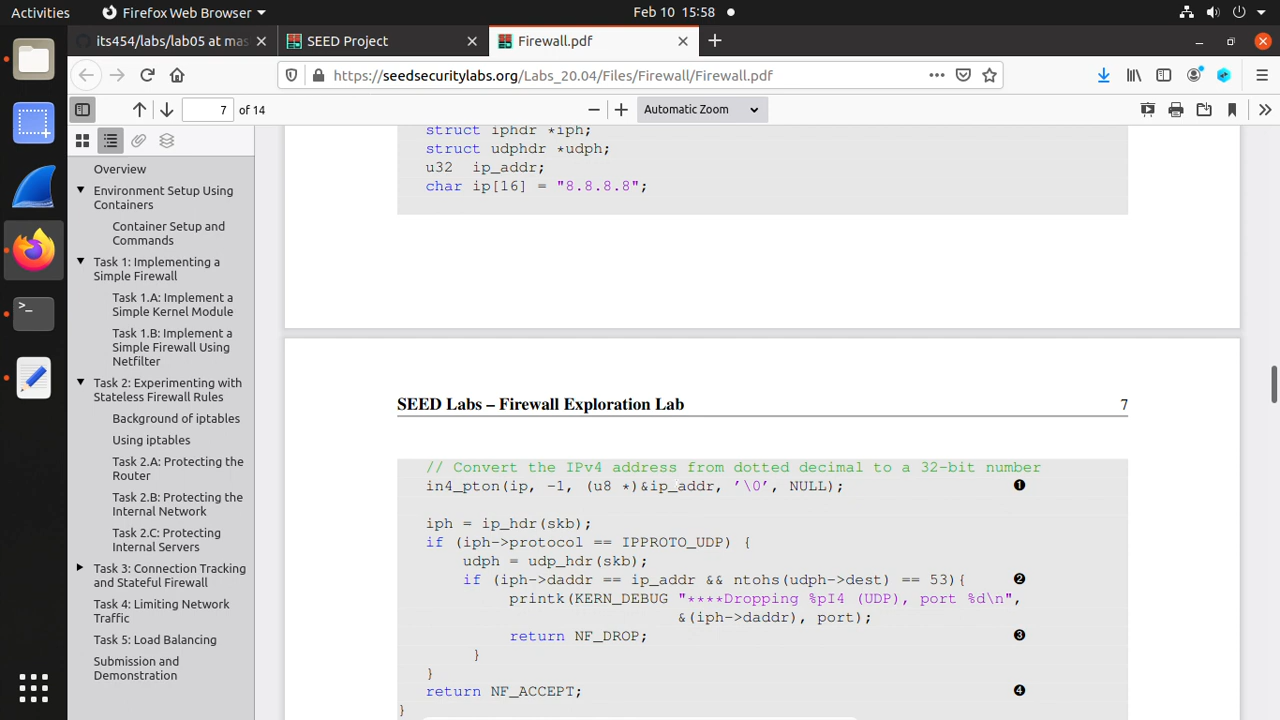 Activities
Firefox Web Browser
Feb 10 15:58
its454/labs/lab05 at mas
SEED Project
Firewall.pdf
https://seedsecuritylabs.org/Labs_20.04/Files/Firewall/Firewall.pdf
7
of 14
Automatic Zoom
Overview
Environment Setup Using
Containers
Container Setup and
Commands
Task 1: Implementing a
Simple Firewall
Task 1.A: Implement a
Simple Kernel Module
Task 1.B: Implement a
Simple Firewall Using
Netfilter
Task 2: Experimenting with
Stateless Firewall Rules
Background of iptables
Using iptables
Task 2.A: Protecting the
Router
Task 2.B: Protecting the
Internal Network
Task 2.C: Protecting
Internal Servers
Task 3: Connection Tracking
and Stateful Firewall
Task 4: Limiting Network
Traffic
Task 5: Load Balancing
Submission and
Demonstration
struct iphdr *iph;
struct udphdr *udph;
u32  ip_addr;
char ip[16] = "8.8.8.8";
SEED Labs – Firewall Exploration Lab
7
// Convert the IPv4 address from dotted decimal to a 32-bit number
in4_pton(ip, -1, (u8 *)&ip_addr, ’\0’, NULL); ❶
iph = ip_hdr(skb);
if (iph->protocol == IPPROTO_UDP) {
udph = udp_hdr(skb);
if (iph->daddr == ip_addr && ntohs(udph->dest) == 53){ ❷
printk(KERN_DEBUG "****Dropping %pI4 (UDP), port %d\n",
&(iph->daddr), port);
return NF_DROP; ❸
}
}
return NF_ACCEPT; ❹
}